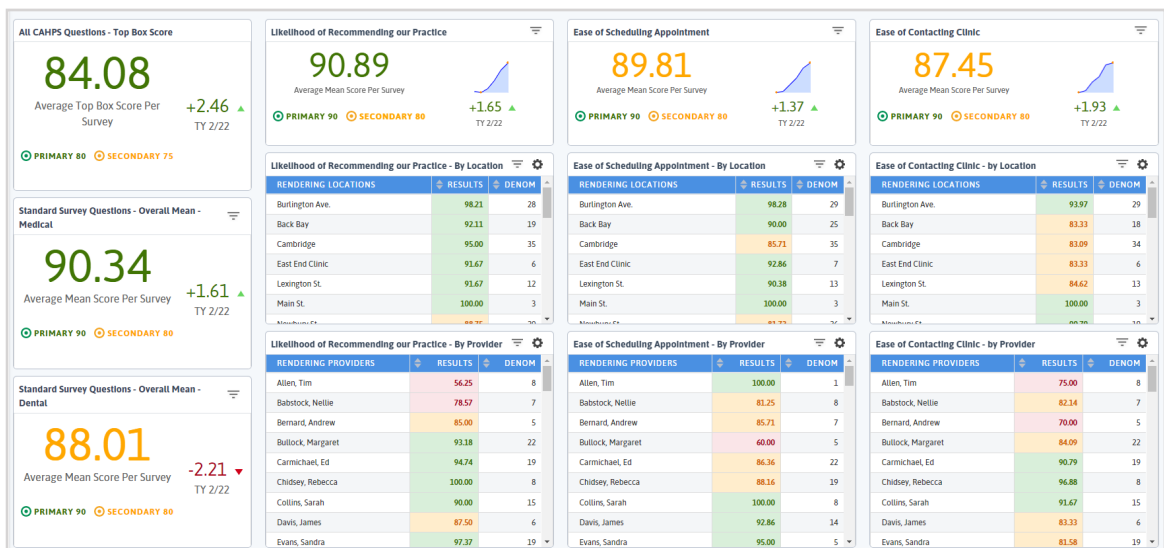 All CAHPS Questions - Top Box Score
84.08
Average Top Box Score Per
Survey
+2.46
TY 2/22
PRIMARY 80 SECONDARY 75
Standard Survey Questions - Overall Mean -
Medical
90.34
Average Mean Score Per Survey
+1.61
TY 2/22
PRIMARY 90 SECONDARY 80
Standard Survey Questions - Overall Mean -
Dental
88.01
Average Mean Score Per Survey
-2.21
TY 2/22
PRIMARY 90 SECONDARY 80
Likelihood of Recommending our Practice
90.89
Average Mean Score Per Survey
+1.65
TY 2/22
PRIMARY 90 SECONDARY 80
Likelihood of Recommending our Practice - By Location
RENDERING LOCATIONS RESULTS DENOM
Burlington Ave. 98.21 28
Back Bay 92.11 19
Cambridge 95.00 35
East End Clinic 91.67 6
Lexington St. 91.67 12
Main St. 100.00 3
Newbury St. 88.75 20
Likelihood of Recommending our Practice - By Provider
RENDERING PROVIDERS RESULTS DENOM
Allen, Tim 56.25 8
Babstock, Nellie 78.57 7
Bernard, Andrew 85.00 5
Bullock, Margaret 93.18 22
Carmichael, Ed 94.74 19
Chidsey, Rebecca 100.00 8
Collins, Sarah 90.00 15
Davis, James 87.50 6
Evans, Sandra 97.37 19
Ease of Scheduling Appointment
89.81
Average Mean Score Per Survey
+1.37
TY 2/22
PRIMARY 90 SECONDARY 80
Ease of Scheduling Appointment - By Location
RENDERING LOCATIONS RESULTS DENOM
Burlington Ave. 98.28 29
Back Bay 90.00 25
Cambridge 85.71 35
East End Clinic 92.86 7
Lexington St. 90.38 13
Main St. 100.00 3
Newbury St.
Ease of Scheduling Appointment - By Provider
RENDERING PROVIDERS RESULTS DENOM
Allen, Tim 100.00 1
Babstock, Nellie 81.25 8
Bernard, Andrew 85.71 7
Bullock, Margaret 60.00 5
Carmichael, Ed 86.36 22
Chidsey, Rebecca 88.16 19
Collins, Sarah 100.00 8
Davis, James 92.86 14
Evans, Sandra 95.00 5
Ease of Contacting Clinic
87.45
Average Mean Score Per Survey
+1.93
TY 2/22
PRIMARY 90 SECONDARY 80
Ease of Contacting Clinic - by Location
RENDERING LOCATIONS RESULTS DENOM
Burlington Ave. 93.97 29
Back Bay 83.33 18
Cambridge 83.09 34
East End Clinic 83.33 6
Lexington St. 84.62 13
Main St. 100.00 3
Newbury St.
Ease of Contacting Clinic - by Provider
RENDERING PROVIDERS RESULTS DENOM
Allen, Tim 75.00 8
Babstock, Nellie 82.14 7
Bernard, Andrew 70.00 5
Bullock, Margaret 84.09 22
Carmichael, Ed 90.79 19
Chidsey, Rebecca 96.88 8
Collins, Sarah 91.67 15
Davis, James 83.33 6
Evans, Sandra 81.58 19